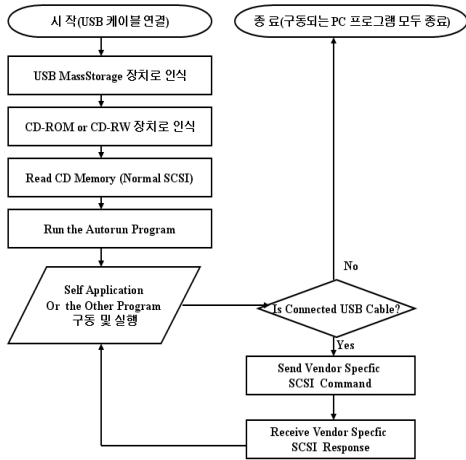 시 작(USB 케이블 연결)
종 료(구동되는 PC 프로그램 모두 종료)
USB MassStorage 장치로 인식
CD-ROM or CD-RW 장치로 인식
Read CD Memory (Normal SCSI)
Run the Autorun Program
Self Application
Or the Other Program
구동 및 실행
No
Is Connected USB Cable?
Yes
Send Vendor Specfic
SCSI Command
Receive Vendor Specfic
SCSI Response